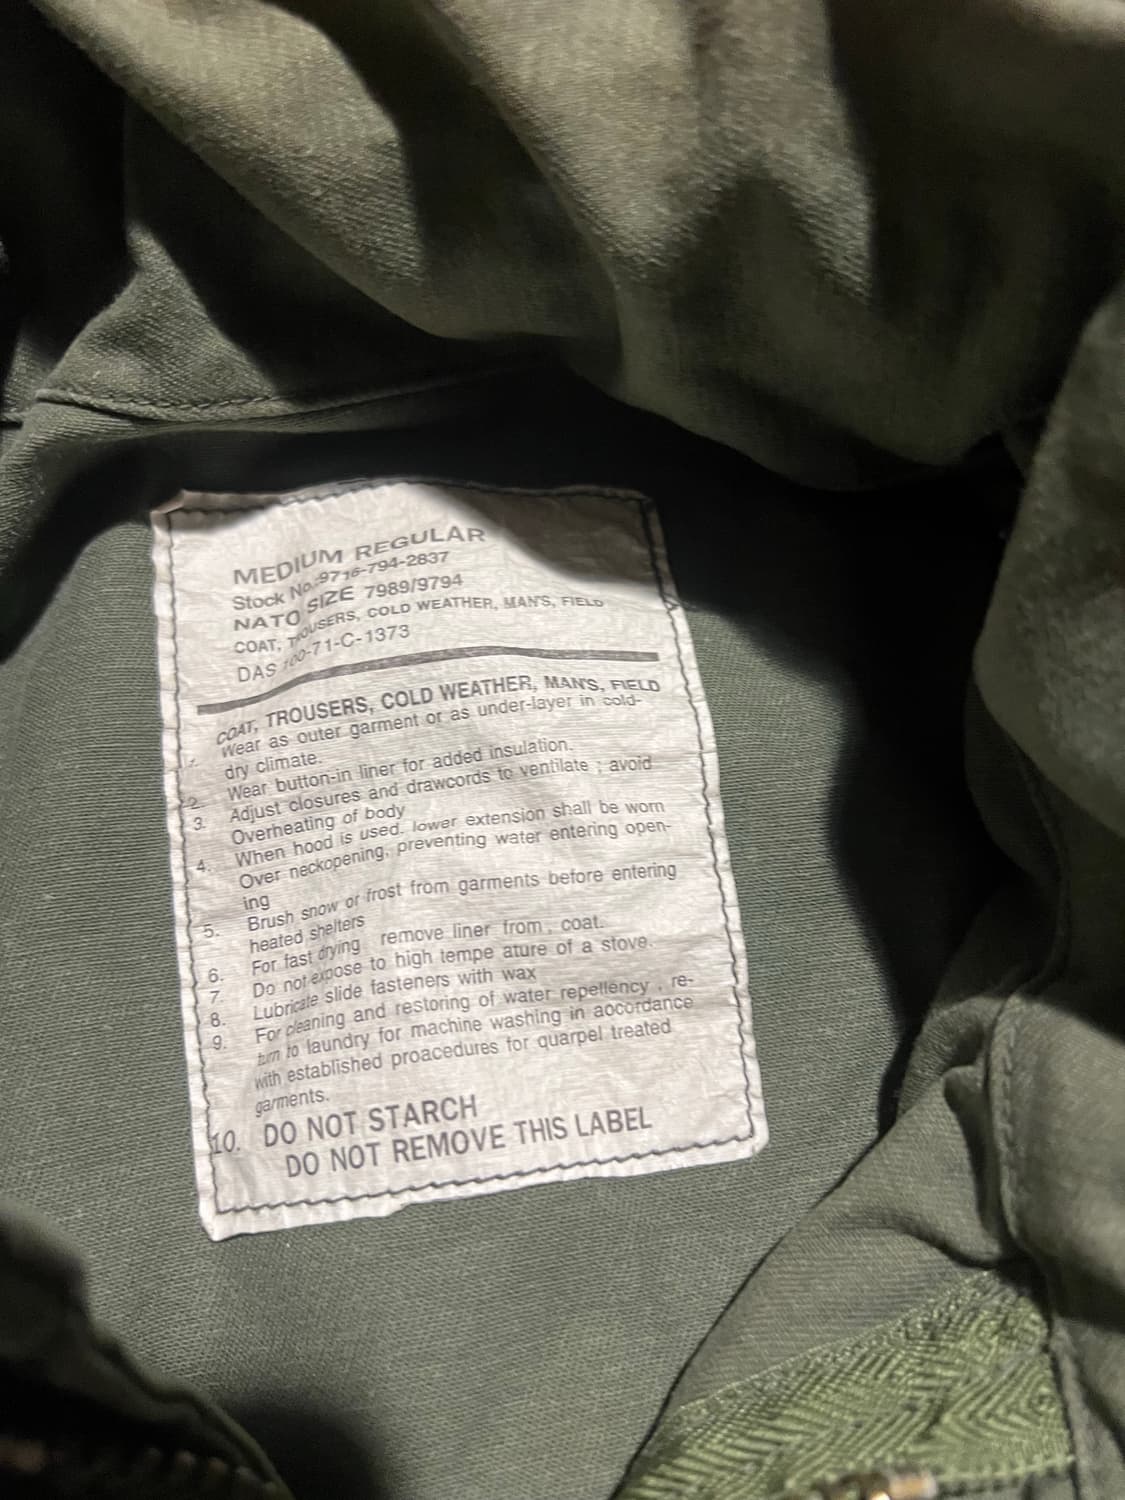 MEDIUM REGULAR
Stock No.:9716-794-2837
NATO SIZE 7989/9794
COAT, TROUSERS, COLD WEATHER, MAN'S, FIELD
DAS 100-71-C-1373
COAT, TROUSERS, COLD WEATHER, MAN'S, FIELD
1. Wear as outer garment or as under-layer in cold-
dry climate.
2. Wear button-in liner for added insulation.
3. Adjust closures and drawcords to ventilate ; avoid
Overheating of body
4. When hood is used. lower extension shall be worn
Over neckopening, preventing water entering open-
ing
5. Brush snow or frost from garments before entering
heated shelters
6. For fast drying remove liner from . coat.
7. Do not expose to high tempe ature of a stove.
8. Lubricate slide fasteners with wax
9. For cleaning and restoring of water repellency , re-
turn to laundry for machine washing in aocordance
with established proacedures for quarpel treated
garments.
10. DO NOT STARCH
DO NOT REMOVE THIS LABEL